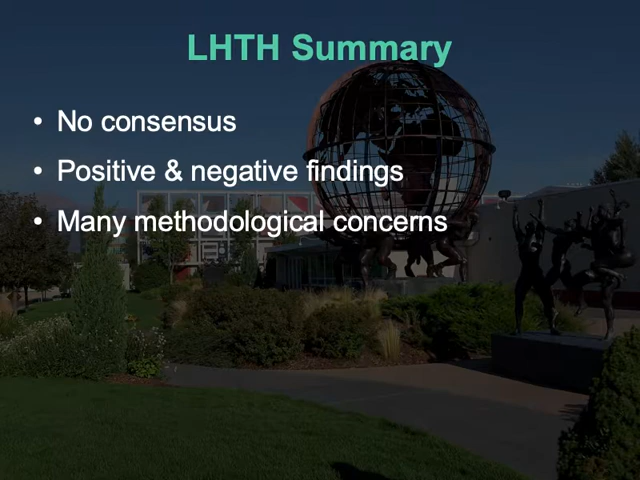 LHTH Summary
• No consensus
• Positive & negative findings
• Many methodological concerns